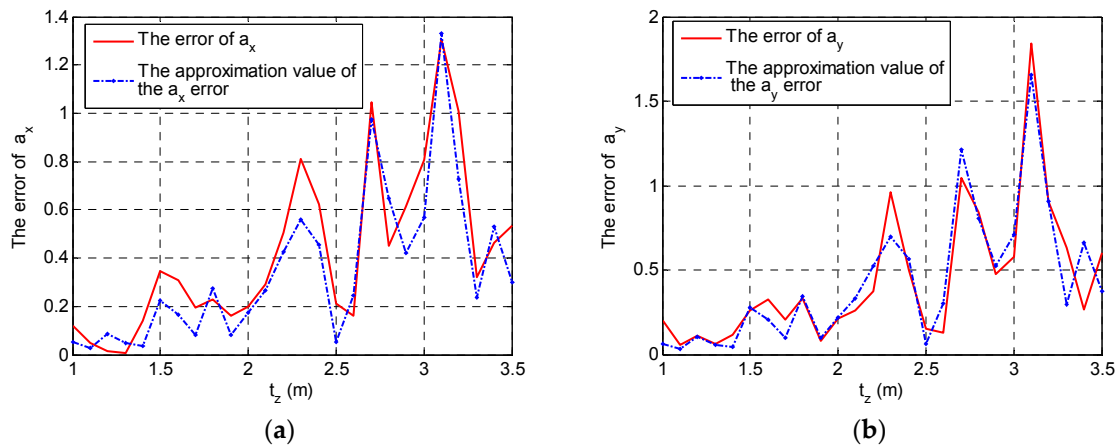 1.4
1.2
1
0.8
0.6
0.4
0.2
0
The error of a_x
The error of a_x
The approximation value of
the a_x error
1
1.5
2
2.5
3
3.5
t_z (m)
(a)
2
1.5
1
0.5
0
The error of a_y
The error of a_y
The approximation value of
the a_y error
1
1.5
2
2.5
3
3.5
t_z (m)
(b)